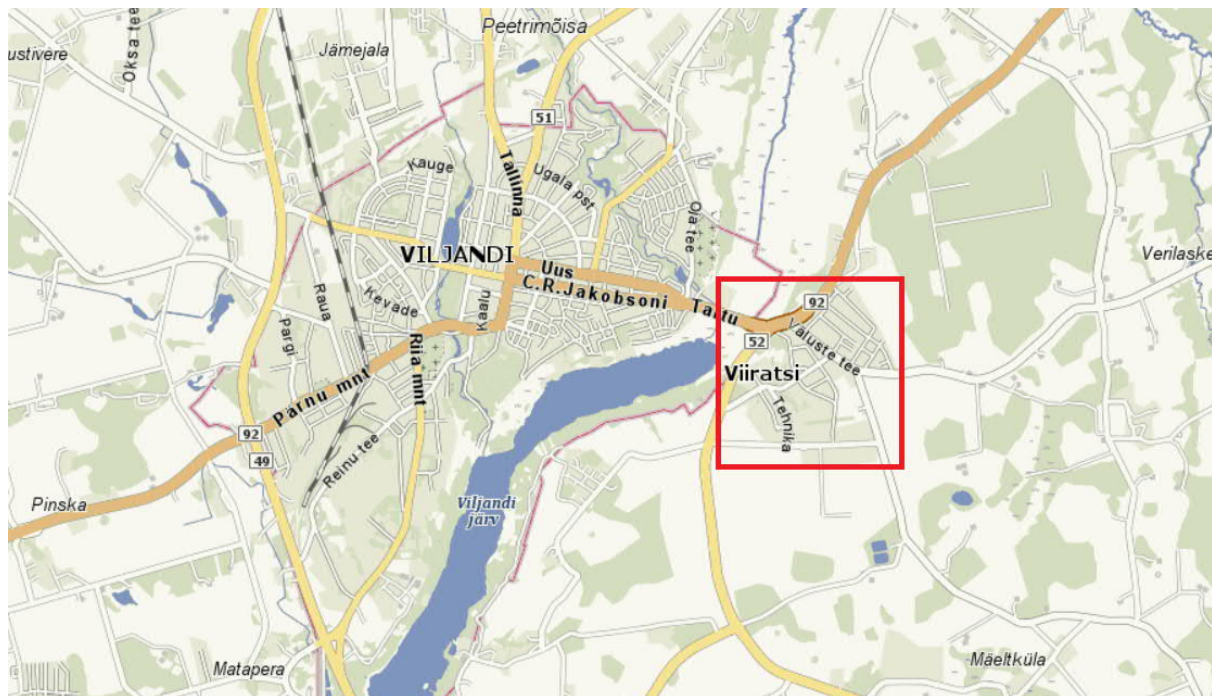 Peetrimõisa
ustivere
Oksa tee
Jämejala
51
Kauge
Tallinna
Ugala pst
Oja tee
VILJANDI
Uus
C.R.Jakobsoni
Verilaske
Raua
Kevade
Kaalu
Tartu
92
52
Valuste tee
Pargi
Riia mnt
Viiratsi
Pärnu mnt
Tehnika
92
49
Reinu tee
Pinska
Viljandi
järv
Matapera
Mäeltküla